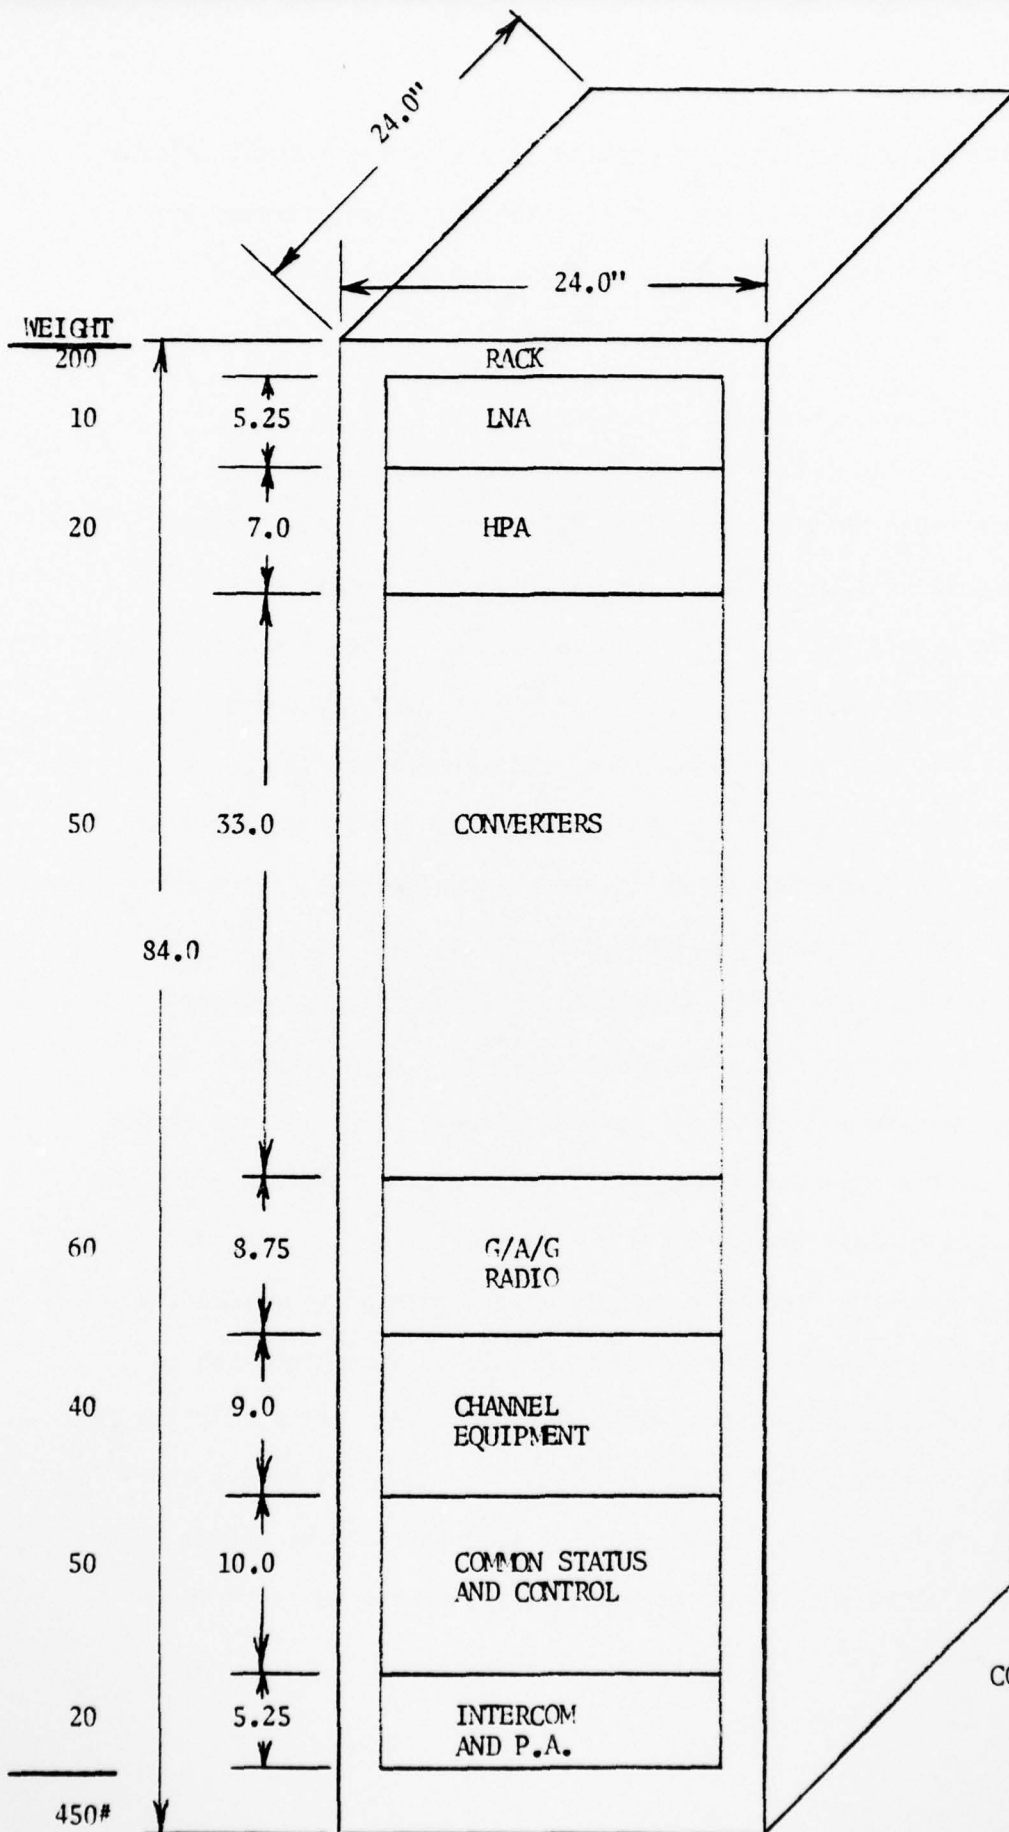 24.0"
24.0"
WEIGHT
200 RACK
10 5.25 LNA
20 7.0 HPA
50 33.0 CONVERTERS
84.0
60 8.75 G/A/G
RADIO
40 9.0 CHANNEL
EQUIPMENT
50 10.0 COMMON STATUS
AND CONTROL
CO
20 5.25 INTERCOM
AND P.A.
450#